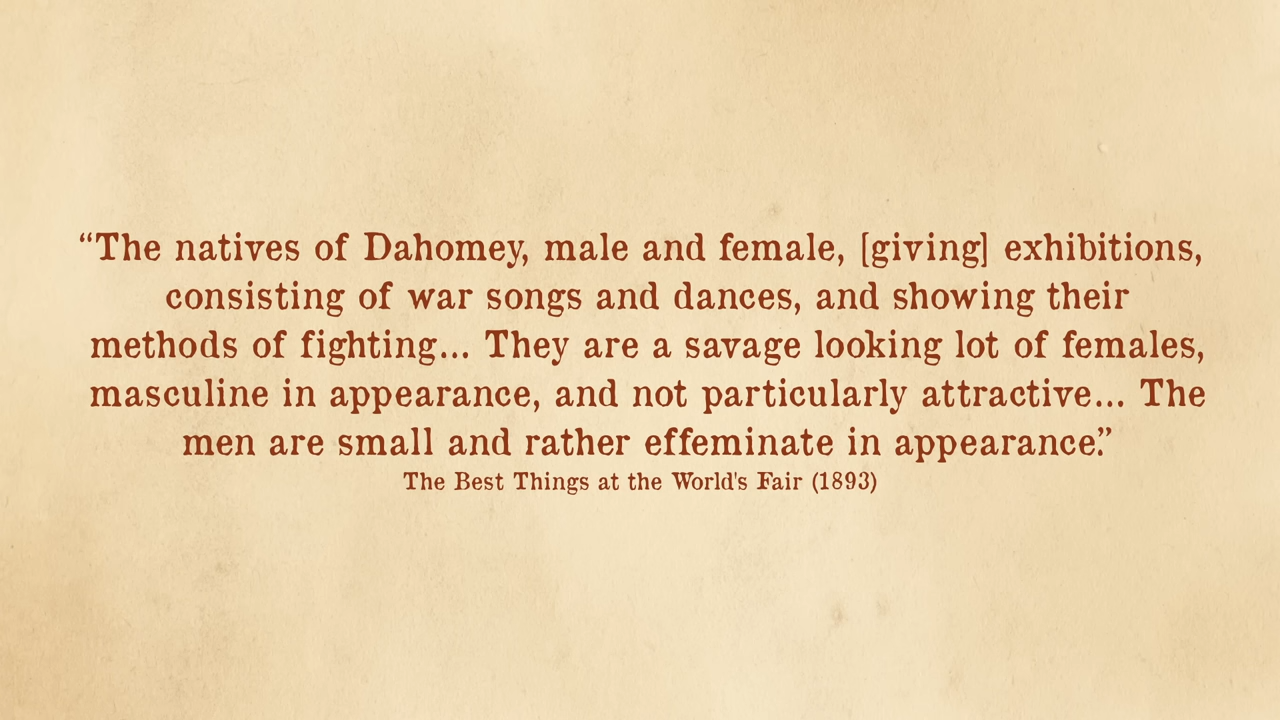 “The natives of Dahomey, male and female, [giving] exhibitions,
consisting of war songs and dances, and showing their
methods of fighting... They are a savage looking lot of females,
masculine in appearance, and not particularly attractive... The
men are small and rather effeminate in appearance.”
The Best Things at the World's Fair (1893)